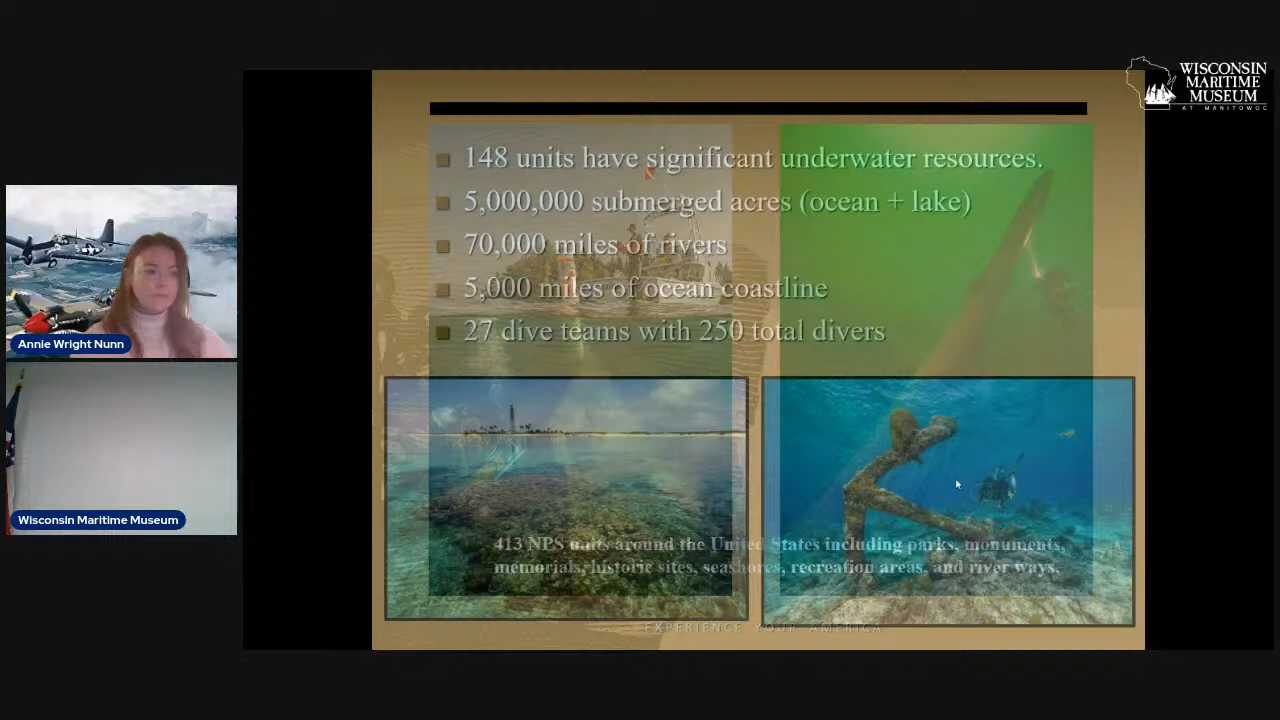 WISCONSIN
MARITIME
MUSEUM
AT MANITOWOC
148 units have significant underwater resources.
5,000,000 submerged acres (ocean + lake)
70,000 miles of rivers
5,000 miles of ocean coastline
27 dive teams with 250 total divers
Annie Wright Nunn
Wisconsin Maritime Museum
413 NPS units around the United States including parks, monuments,
memorials, historic sites, seashores, recreation areas, and river ways.
EXPERIENCE YOUR AMERICA